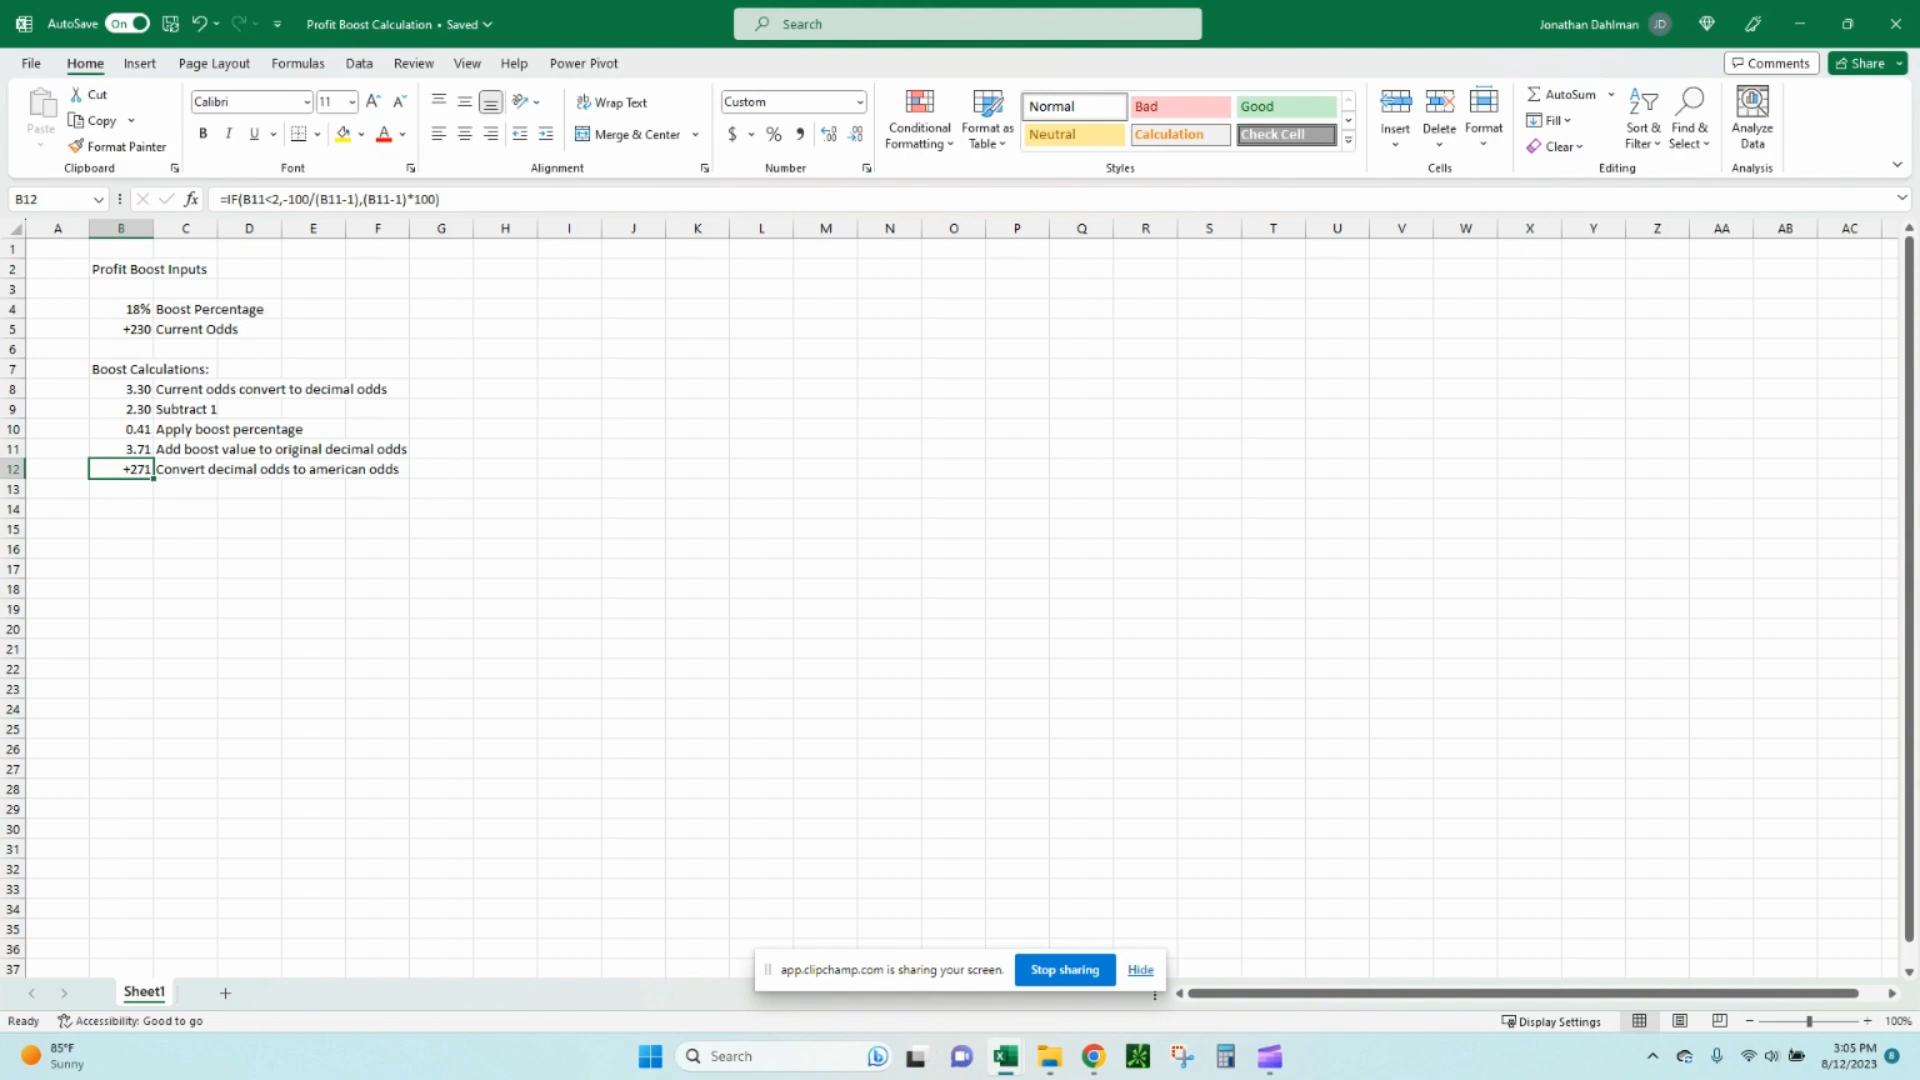 AutoSave On Profit Boost Calculation • Saved Search Jonathan Dahlman JD
File Home Insert Page Layout Formulas Data Review View Help Power Pivot Comments Share
Paste Cut Copy Format Painter Clipboard
Calibri 11 B I U Font
Wrap Text Merge & Center Alignment
Custom $ % Number
Conditional Formatting Format as Table Normal Bad Good Neutral Calculation Check Cell Styles
Insert Delete Format Cells
AutoSum Fill Clear Sort & Filter Find & Select Editing
Analyze Data Analysis
B12 fx =IF(B11<2,-100/(B11-1),(B11-1)*100)
A B C D E F G H I J K L M N O P Q R S T U V W X Y Z AA AB AC
1
2 Profit Boost Inputs
3
4 18% Boost Percentage
5 +230 Current Odds
6
7 Boost Calculations:
8 3.30 Current odds convert to decimal odds
9 2.30 Subtract 1
10 0.41 Apply boost percentage
11 3.71 Add boost value to original decimal odds
12 +271 Convert decimal odds to american odds
13
14
15
16
17
18
19
20
21
22
23
24
25
26
27
28
29
30
31
32
33
34
35
36
37
app.clipchamp.com is sharing your screen. Stop sharing Hide
Sheet1
Ready Accessibility: Good to go Display Settings 100%
85°F Search 3:05 PM
Sunny 8/12/2023 8